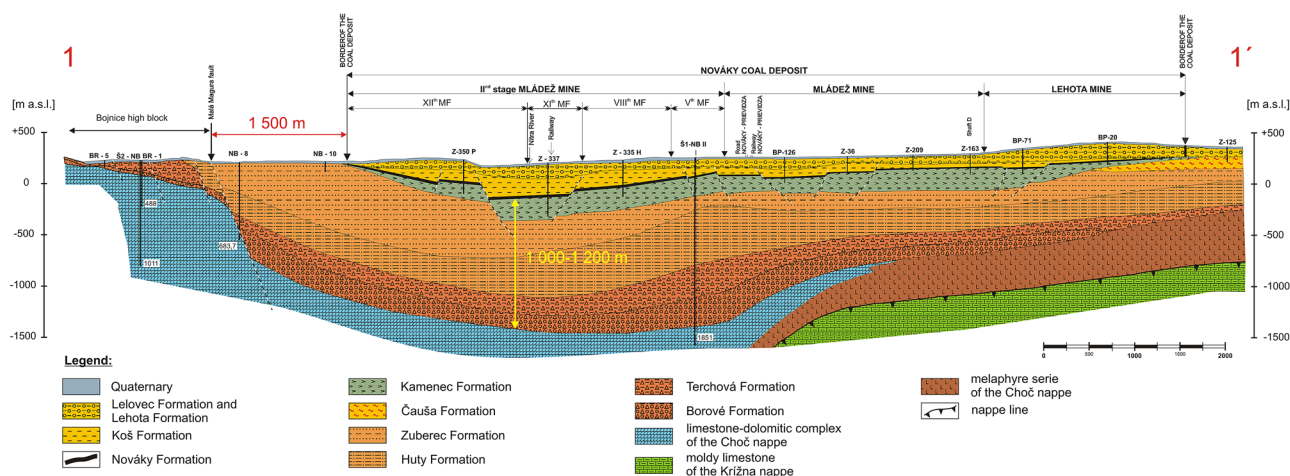 1
1´
BORDEROF THE
COAL DEPOSIT
BORDEROF THE
COAL DEPOSIT
NOVÁKY COAL DEPOSIT
IInd stage MLÁDEŽ MINE
MLÁDEŽ MINE
LEHOTA MINE
XIIth MF
XIth MF
VIIIth MF
Vth MF
[m a.s.l.]
[m a.s.l.]
Malá Magura fault
Bojnice high block
1 500 m
Nitra River
Railway
Road
NOVÁKY - PRIEVIDZA
Railway
NOVÁKY - PRIEVIDZA
Shaft D
BR - 5
Š2 - NB
BR - 1
NB - 8
NB - 10
Z-350 P
Z - 337
Z - 335 H
Š1-NB II
BP-126
Z-36
Z-209
Z-163
BP-71
BP-20
Z-125
+500
0
-500
-1000
-1500
+500
0
-500
-1000
-1500
488
683,7
1011
1851
1 000-1 200 m
0
500
1000
1500
2000
Legend:
Quaternary
Lelovec Formation and
Lehota Formation
Koš Formation
Nováky Formation
Kamenec Formation
Čauša Formation
Zuberec Formation
Huty Formation
Terchová Formation
Borové Formation
limestone-dolomitic complex
of the Choč nappe
moldy limestone
of the Krížna nappe
melaphyre serie
of the Choč nappe
nappe line